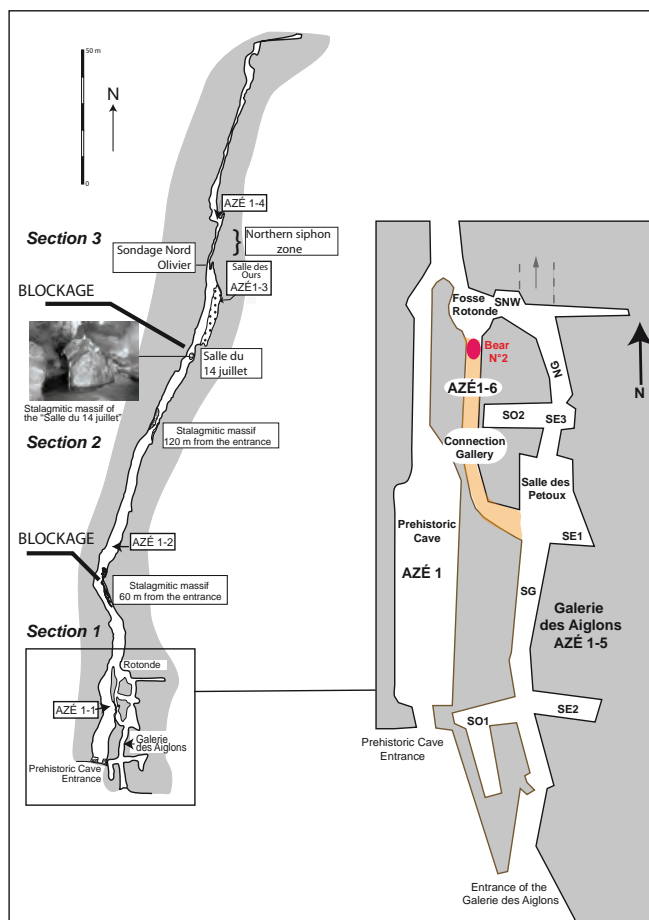 50 m
N
0
AZÉ 1-4
Section 3
Northern siphon
zone
Sondage Nord
Olivier
Salle des
Ours
AZÉ1-3
BLOCKAGE
Salle du
14 juillet
Stalagmitic massif of
the "Salle du 14 juillet"
Section 2
Stalagmitic massif
120 m from the entrance
BLOCKAGE
AZÉ 1-2
Stalagmitic massif
60 m from the entrance
Section 1
Rotonde
AZÉ 1-1
Galerie
des Aiglons
Prehistoric Cave
Entrance
Fosse
Rotonde
SNW
Bear
N°2
NG
N
AZÉ1-6
SO2
SE3
Connection
Gallery
Salle des
Petoux
Prehistoric
Cave
AZÉ 1
SE1
SG
Galerie
des Aiglons
AZÉ 1-5
SO1
SE2
Prehistoric Cave
Entrance
Entrance of the
Galerie des Aiglons